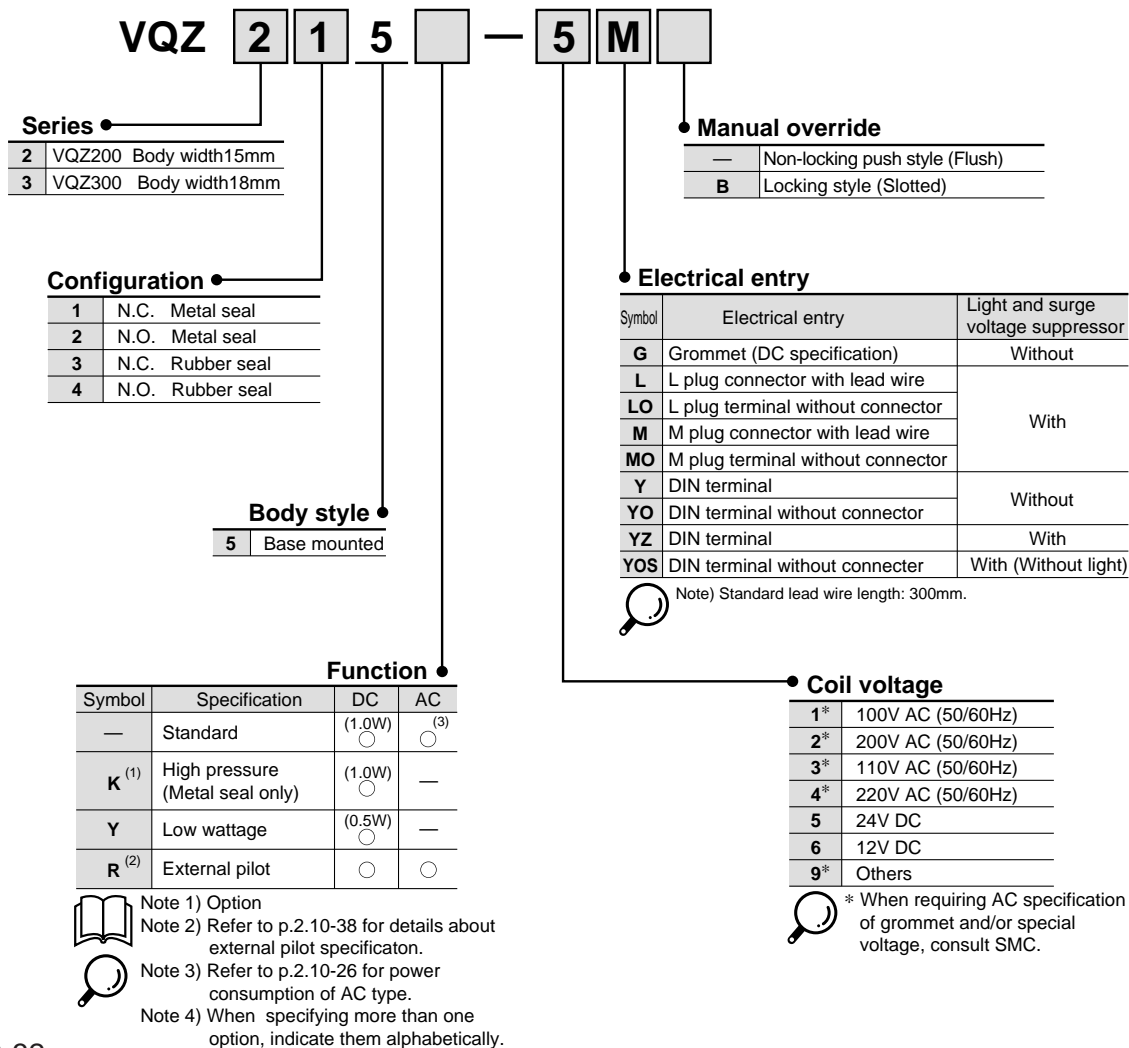 VQZ 2 1 5 — 5 M
Series
2 VQZ200 Body width15mm
3 VQZ300 Body width18mm
Manual override
— Non-locking push style (Flush)
B Locking style (Slotted)
Configuration
1 N.C. Metal seal
2 N.O. Metal seal
3 N.C. Rubber seal
4 N.O. Rubber seal
Electrical entry
Symbol Electrical entry Light and surge
voltage suppressor
G Grommet (DC specification) Without
L L plug connector with lead wire
LO L plug terminal without connector
With
M M plug connector with lead wire
MO M plug terminal without connector
Y DIN terminal
Without
YO DIN terminal without connector
YZ DIN terminal With
YOS DIN terminal without connecter With (Without light)
Note) Standard lead wire length: 300mm.
Body style
5 Base mounted
Function
Symbol Specification DC AC
— Standard (1.0W) ○ ○ (3)
K (1) High pressure
(Metal seal only) (1.0W) ○ —
Y Low wattage (0.5W) ○ —
R (2) External pilot ○ ○
Note 1) Option
Note 2) Refer to p.2.10-38 for details about
external pilot specificaton.
Note 3) Refer to p.2.10-26 for power
consumption of AC type.
Note 4) When specifying more than one
option, indicate them alphabetically.
Coil voltage
1* 100V AC (50/60Hz)
2* 200V AC (50/60Hz)
3* 110V AC (50/60Hz)
4* 220V AC (50/60Hz)
5 24V DC
6 12V DC
9* Others
* When requiring AC specification
of grommet and/or special
voltage, consult SMC.